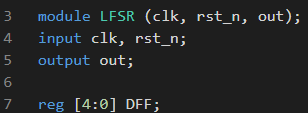 3 module LFSR (clk, rst_n, out);
4 input clk, rst_n;
5 output out;
6
7 reg [4:0] DFF;